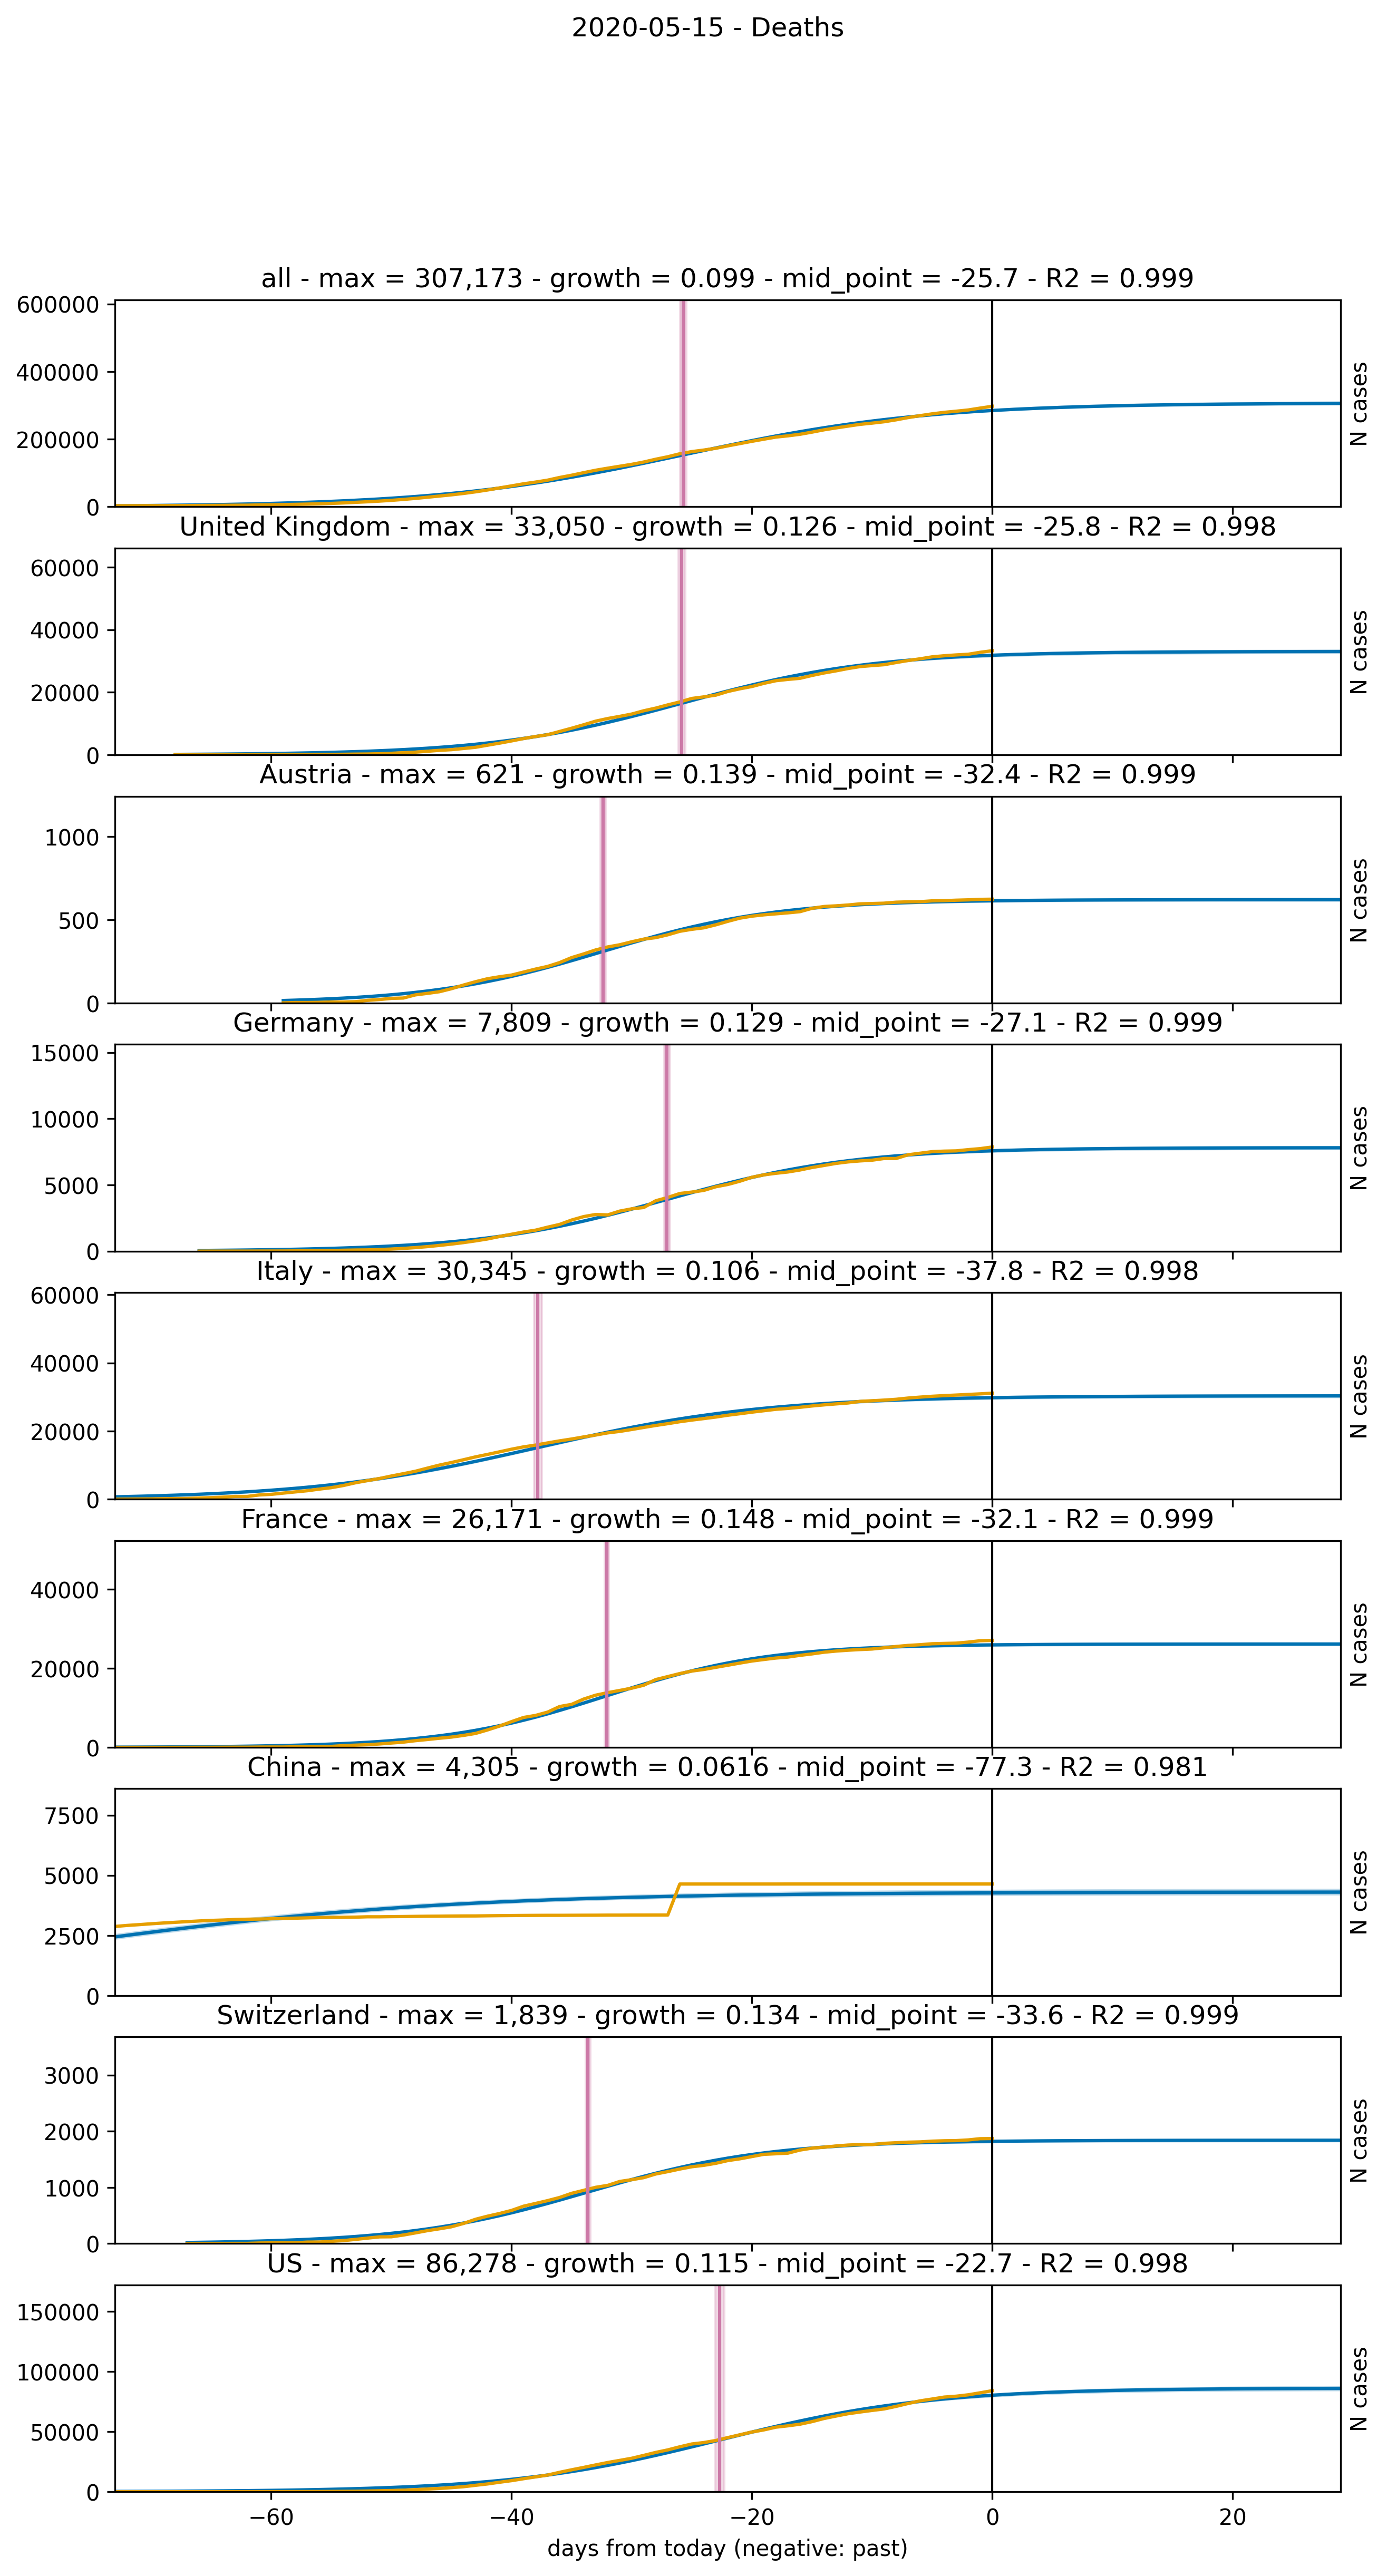 2020-05-15 - Deaths
all - max = 307,173 - growth = 0.099 - mid_point = -25.7 - R2 = 0.999
600000
400000
200000
0
N cases
United Kingdom - max = 33,050 - growth = 0.126 - mid_point = -25.8 - R2 = 0.998
60000
40000
20000
0
N cases
Austria - max = 621 - growth = 0.139 - mid_point = -32.4 - R2 = 0.999
1000
500
0
N cases
Germany - max = 7,809 - growth = 0.129 - mid_point = -27.1 - R2 = 0.999
15000
10000
5000
0
N cases
Italy - max = 30,345 - growth = 0.106 - mid_point = -37.8 - R2 = 0.998
60000
40000
20000
0
N cases
France - max = 26,171 - growth = 0.148 - mid_point = -32.1 - R2 = 0.999
40000
20000
0
N cases
China - max = 4,305 - growth = 0.0616 - mid_point = -77.3 - R2 = 0.981
7500
5000
2500
0
N cases
Switzerland - max = 1,839 - growth = 0.134 - mid_point = -33.6 - R2 = 0.999
3000
2000
1000
0
N cases
US - max = 86,278 - growth = 0.115 - mid_point = -22.7 - R2 = 0.998
150000
100000
50000
0
N cases
−60 −40 −20 0 20
days from today (negative: past)